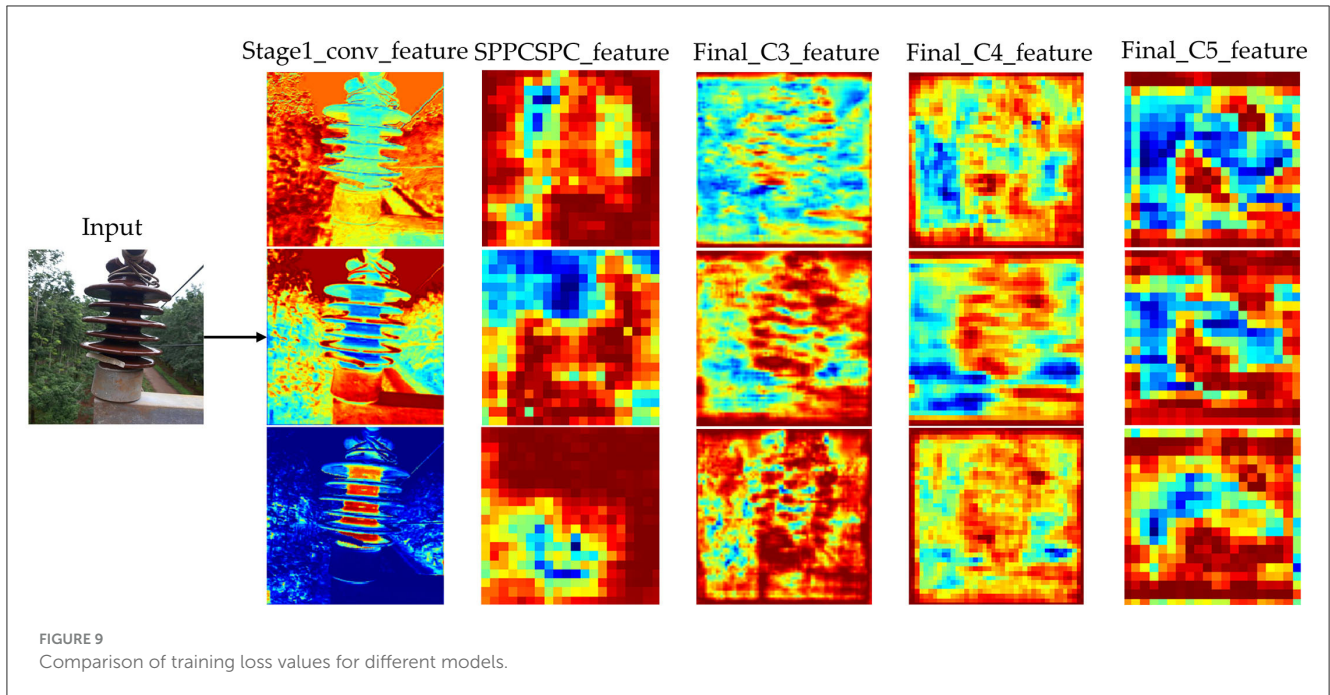 Stage1_conv_feature SPPCSPC_feature Final_C3_feature Final_C4_feature Final_C5_feature
Input
FIGURE 9
Comparison of training loss values for different models.